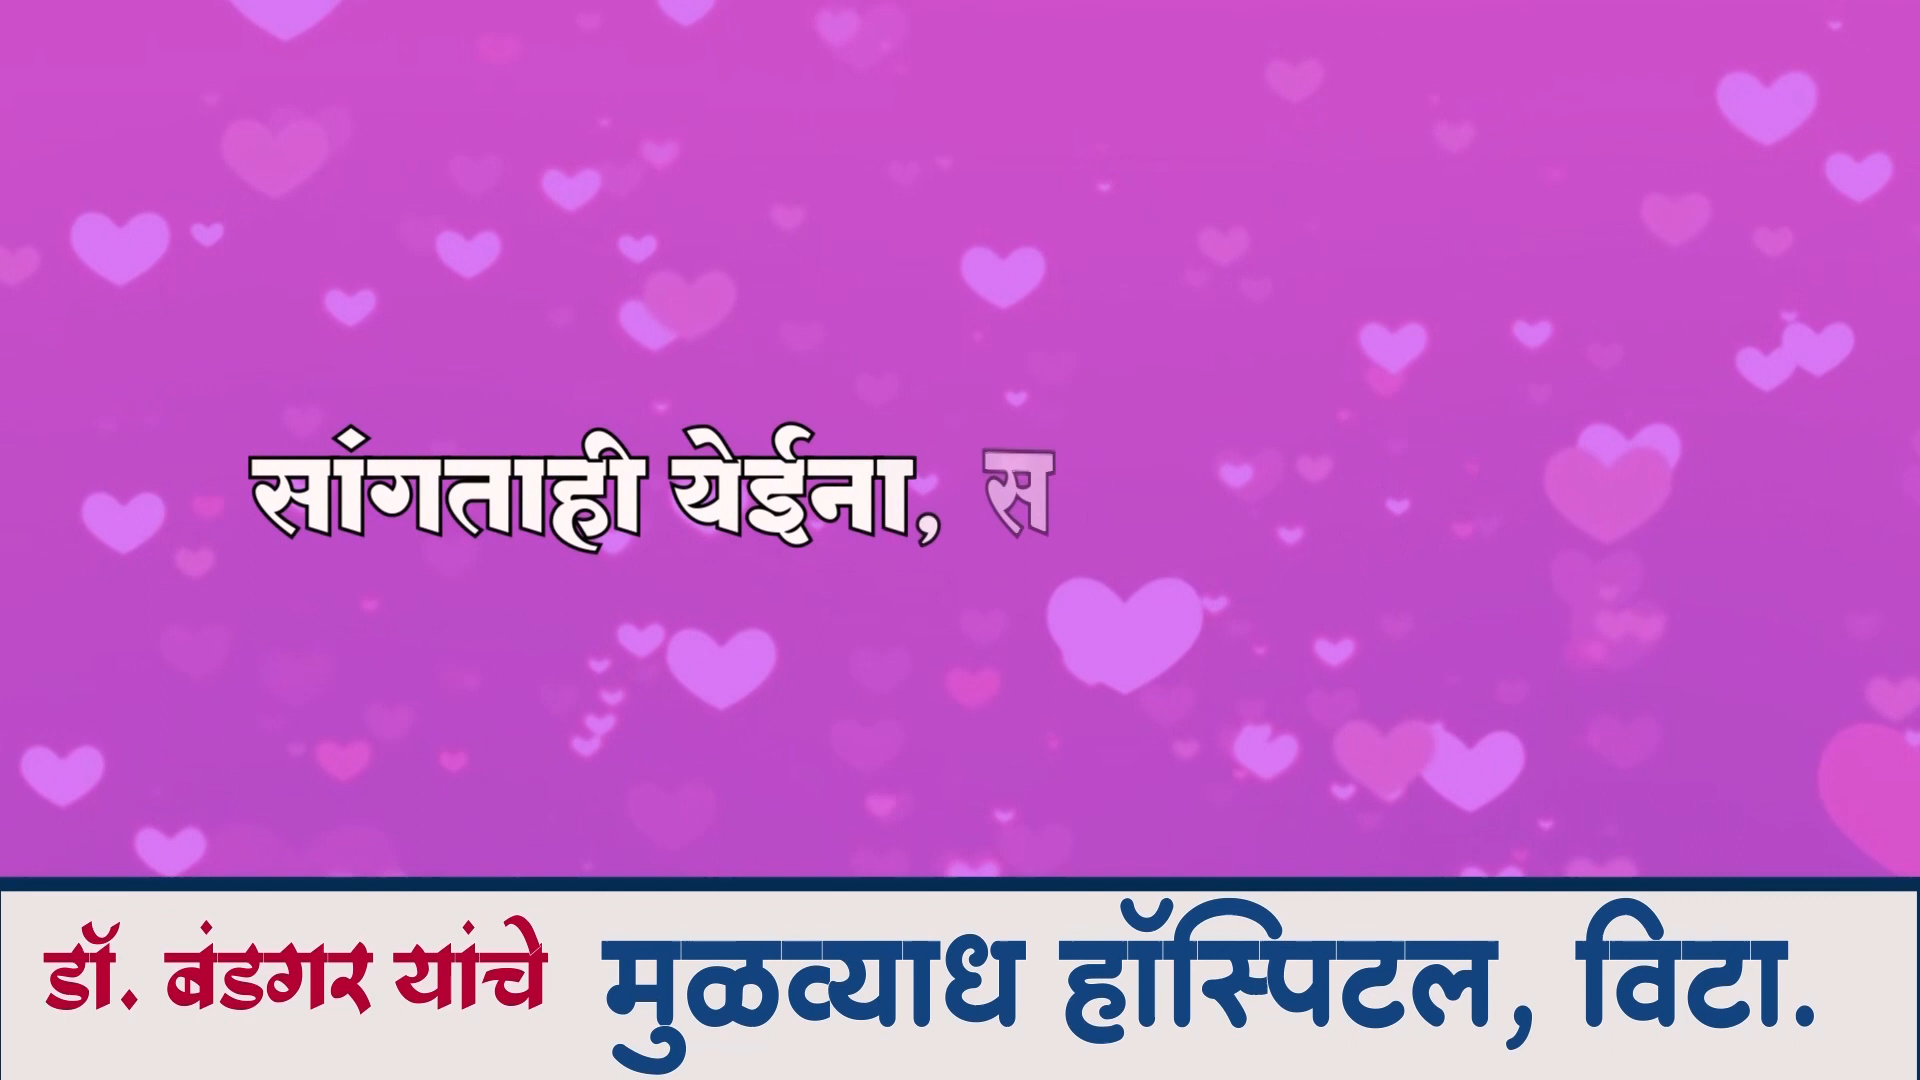 सांगताही येईना, स
डॉ. बंडगर यांचे मुळव्याध हॉस्पिटल, विटा.